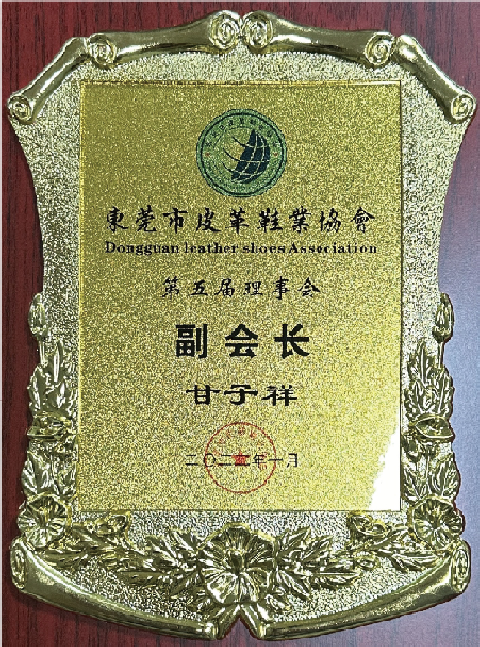 東莞市皮革鞋業協會
Dongguan leather shoes Association
第五届理事会
副会长
甘子祥
二〇二 年一月